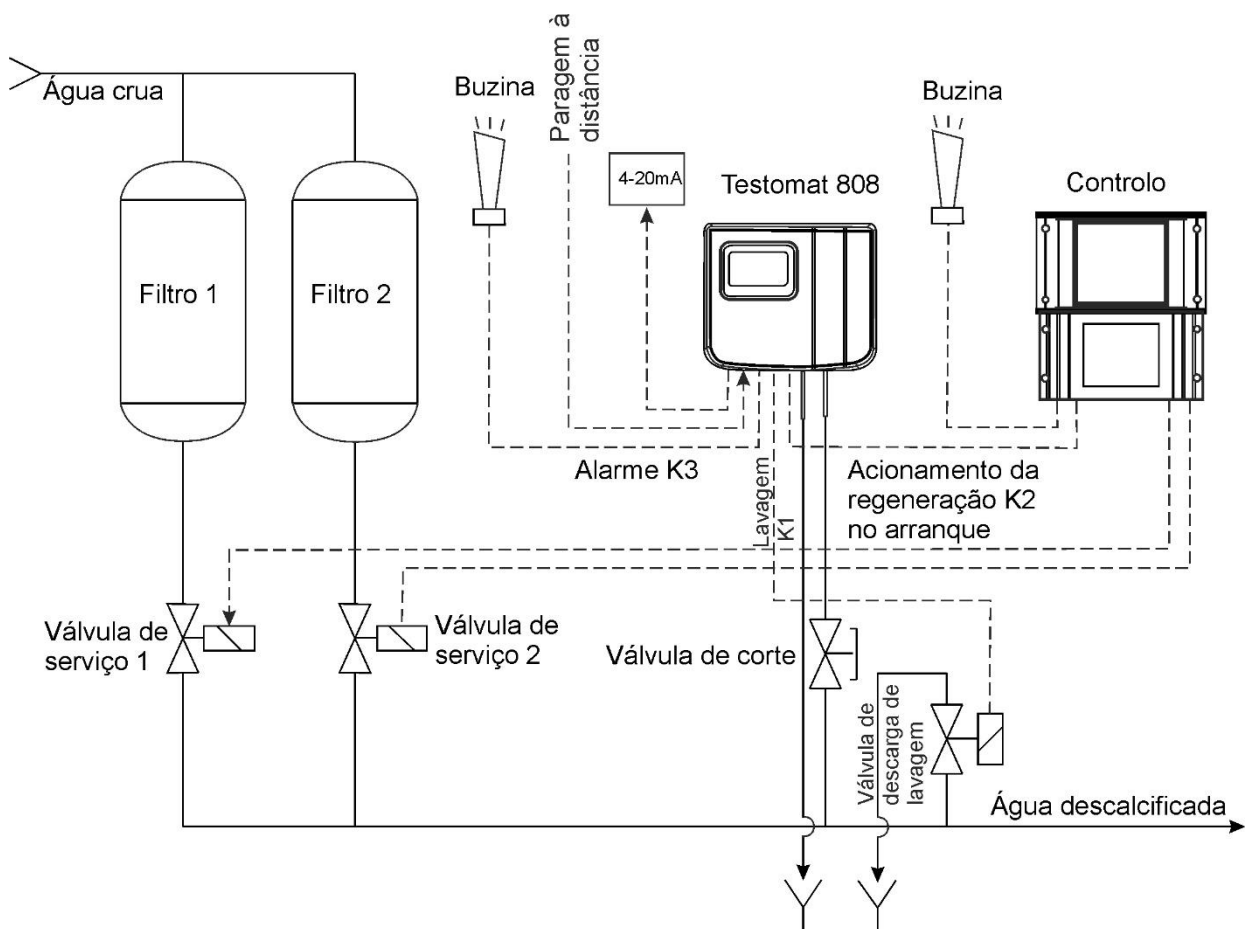 Água crua
Buzina
Paragem à
distância
4-20mA
Testomat 808
Buzina
Controlo
Filtro 1
Filtro 2
Alarme K3
Lavagem
K1
Acionamento da
regeneração K2
no arranque
Válvula de
serviço 1
Válvula de
serviço 2
Válvula de corte
Válvula de
descarga de
lavagem
Água descalcificada